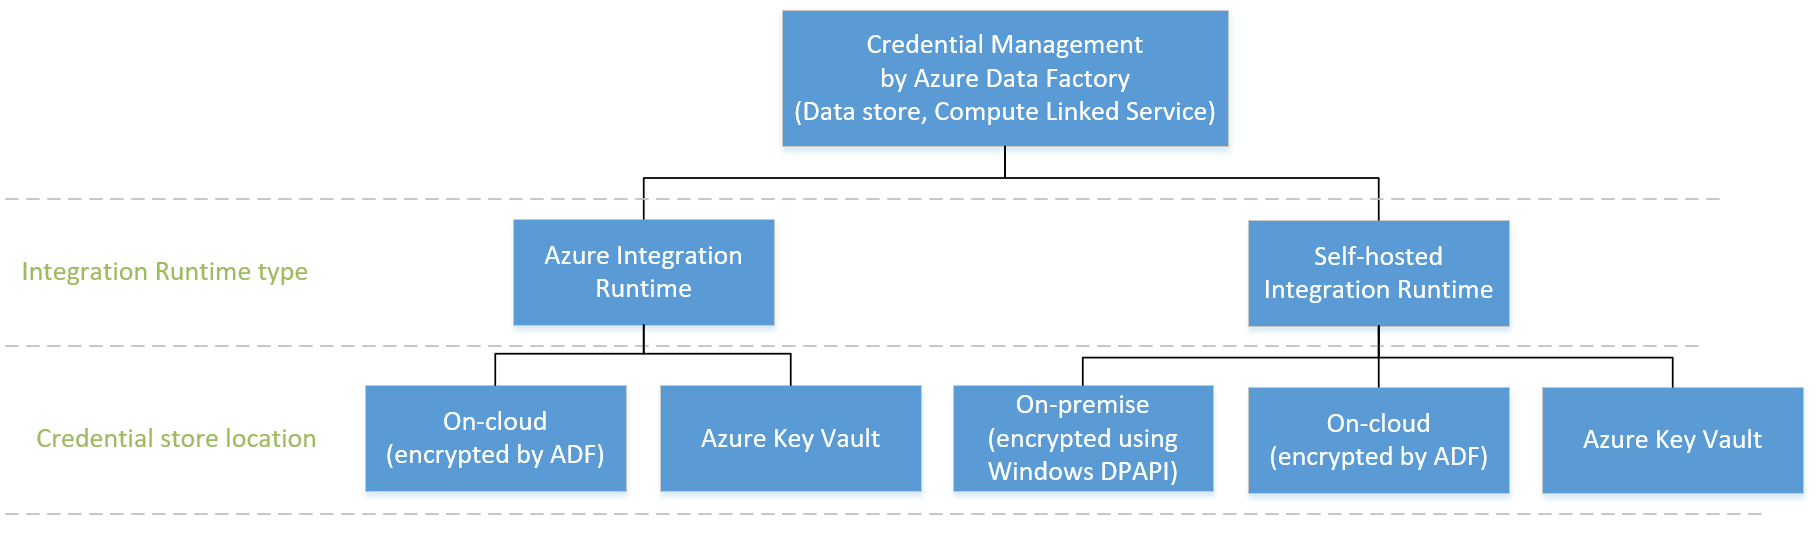 Credential Management
by Azure Data Factory
(Data store, Compute Linked Service)
Integration Runtime type
Azure Integration
Runtime
Self-hosted
Integration Runtime
Credential store location
On-cloud
(encrypted by ADF)
Azure Key Vault
On-premise
(encrypted using
Windows DPAPI)
On-cloud
(encrypted by ADF)
Azure Key Vault